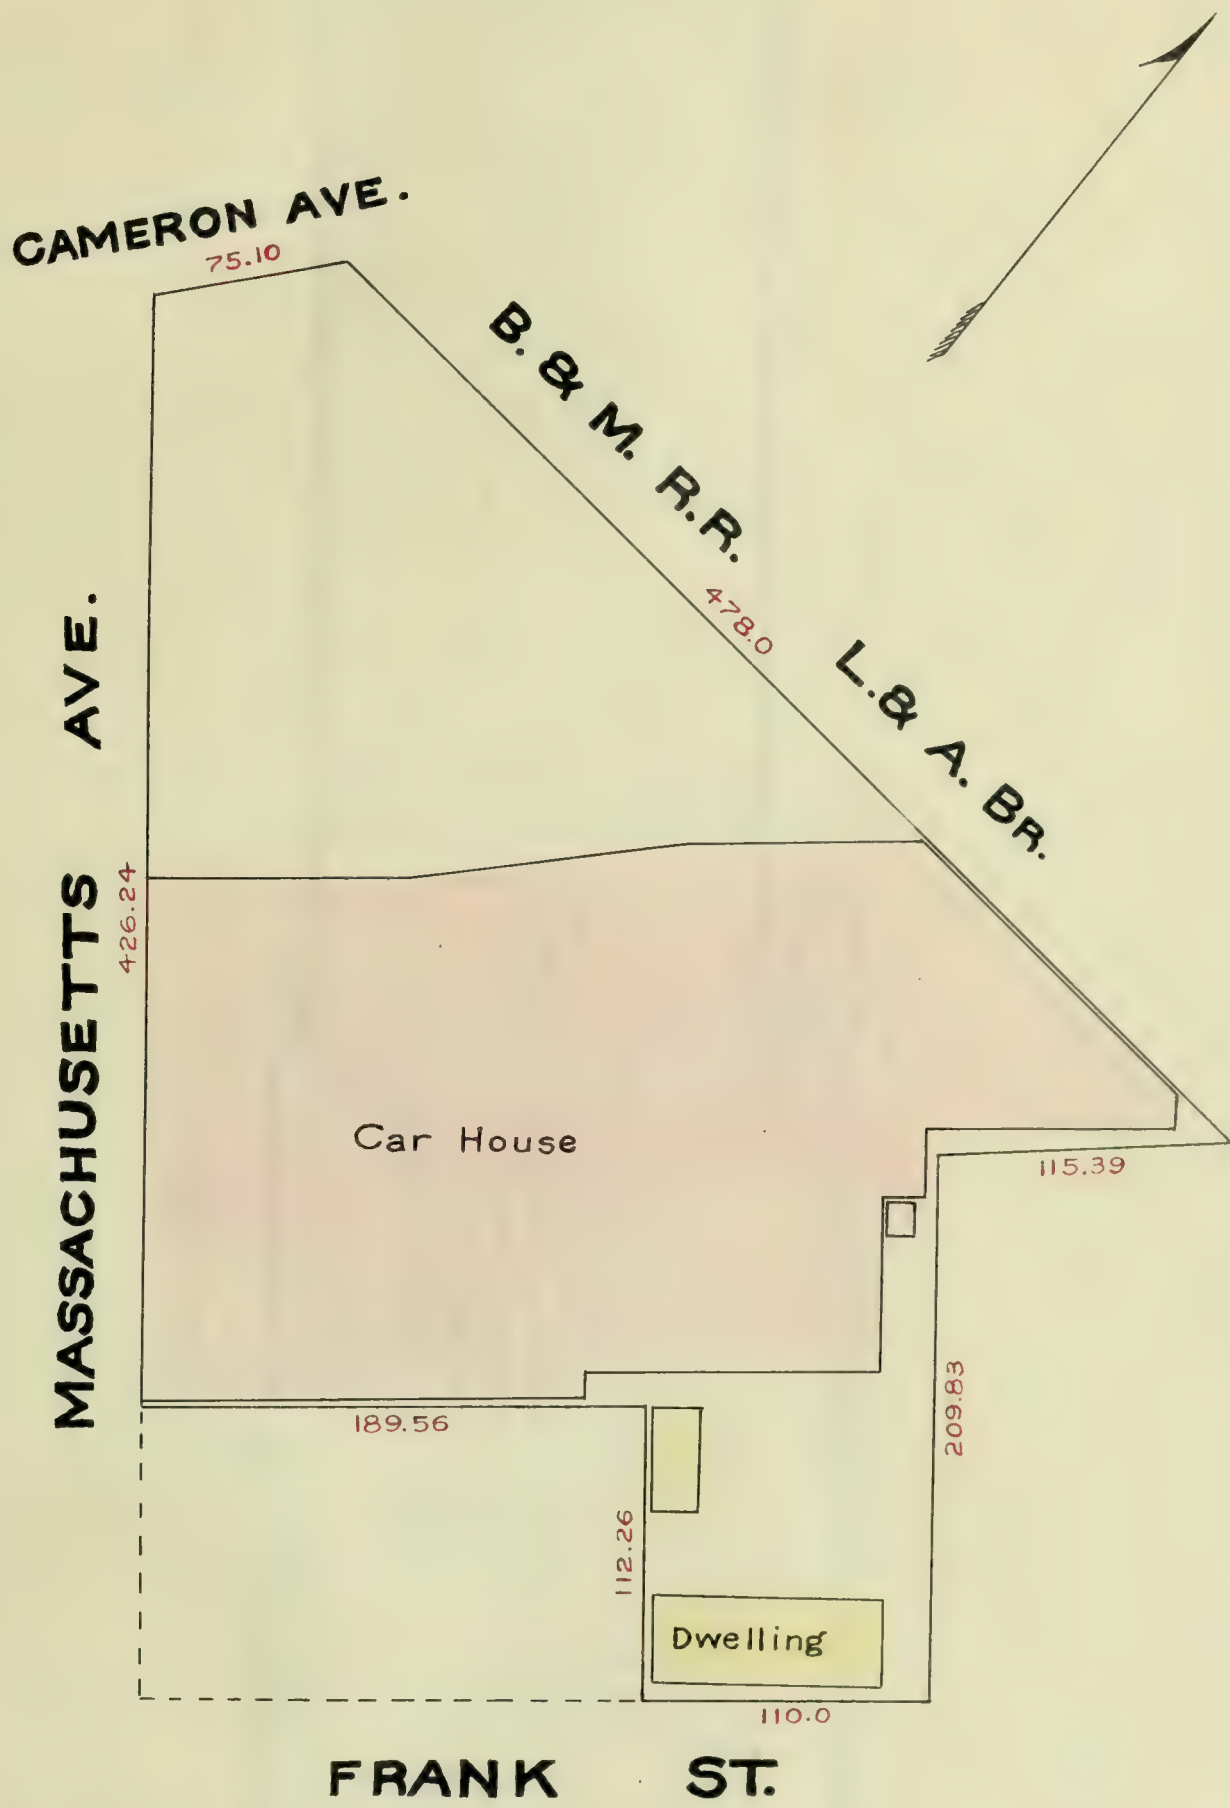 CAMERON AVE.
75.10
B. & M. R.R.
478.0
L. & A. BR.
MASSACHUSETTS AVE.
426.24
Car House
115.39
189.56
209.83
112.26
Dwelling
110.0
FRANK ST.